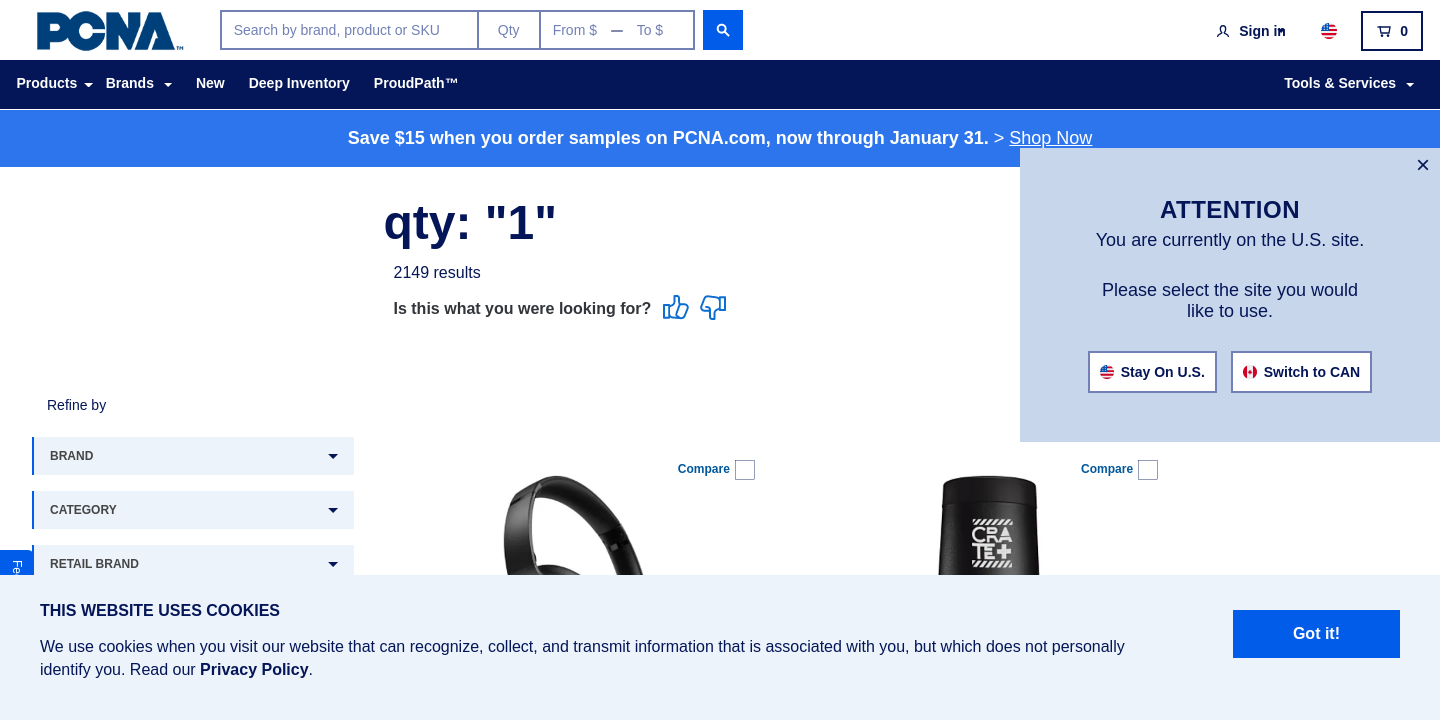 PCNA™
Search by brand, product or SKU Qty From $ — To $
Sign in 0
Products Brands New Deep Inventory ProudPath™ Tools & Services
Save $15 when you order samples on PCNA.com, now through January 31. > Shop Now
ATTENTION
You are currently on the U.S. site.
Please select the site you would
like to use.
Stay On U.S. Switch to CAN
qty: "1"
2149 results
Is this what you were looking for?
Refine by
BRAND
CATEGORY
RETAIL BRAND
Compare
Compare
CRATE+
THIS WEBSITE USES COOKIES
We use cookies when you visit our website that can recognize, collect, and transmit information that is associated with you, but which does not personally
identify you. Read our Privacy Policy.
Got it!